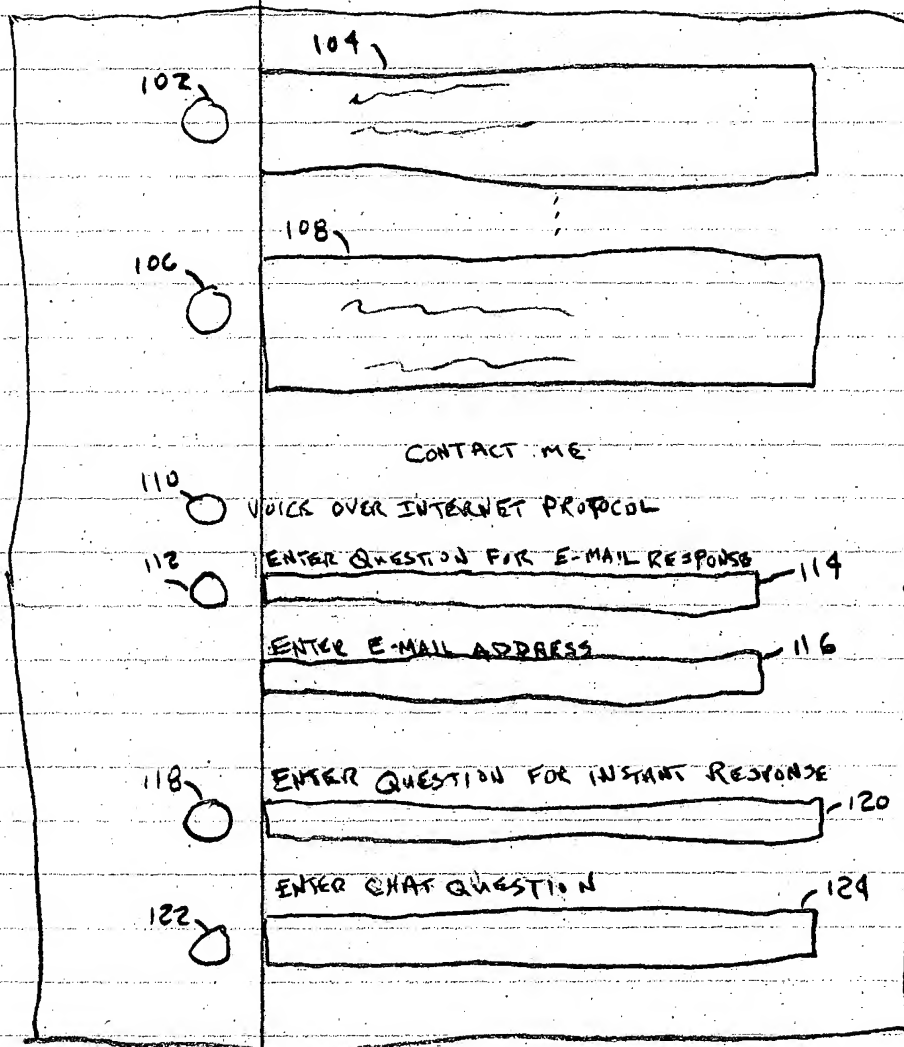 104
102
108
106
CONTACT ME
110
VOICE OVER INTERNET PROTOCOL
112 ENTER QUESTION FOR E-MAIL RESPONSE 114
ENTER E-MAIL ADDRESS 116
118 ENTER QUESTION FOR INSTANT RESPONSE
120
ENTER CHAT QUESTION 124
122